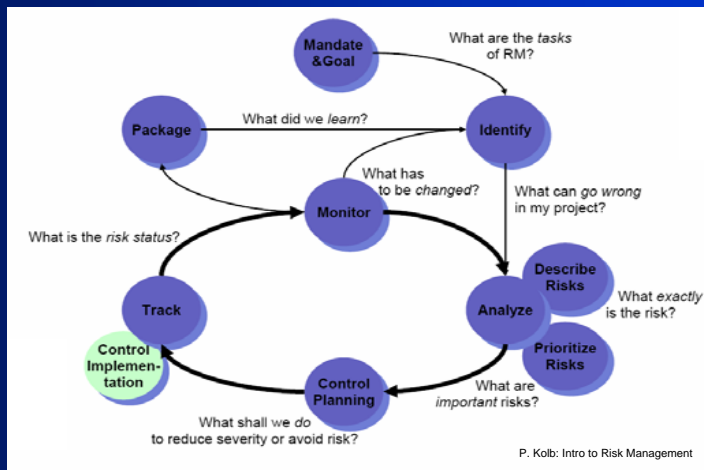 Mandate
&Goal
What are the tasks
of RM?
Package
What did we learn?
Identify
What has
to be changed?
Monitor
What can go wrong
in my project?
What is the risk status?
Describe
Risks
What exactly
is the risk?
Track
Analyze
Control
Implemen-
tation
Prioritize
Risks
Control
Planning
What are
important risks?
What shall we do
to reduce severity or avoid risk?
P. Kolb: Intro to Risk Management